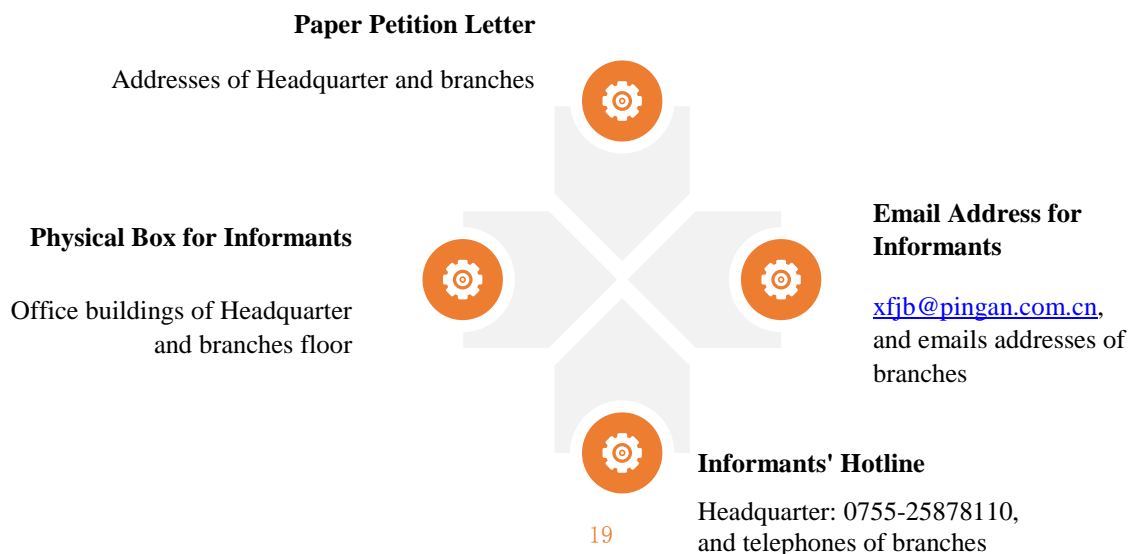 Paper Petition Letter
Addresses of Headquarter and branches
Physical Box for Informants
Office buildings of Headquarter
and branches floor
Email Address for
Informants
xfjb@pingan.com.cn,
and emails addresses of
branches
Informants' Hotline
Headquarter: 0755-25878110,
and telephones of branches
19